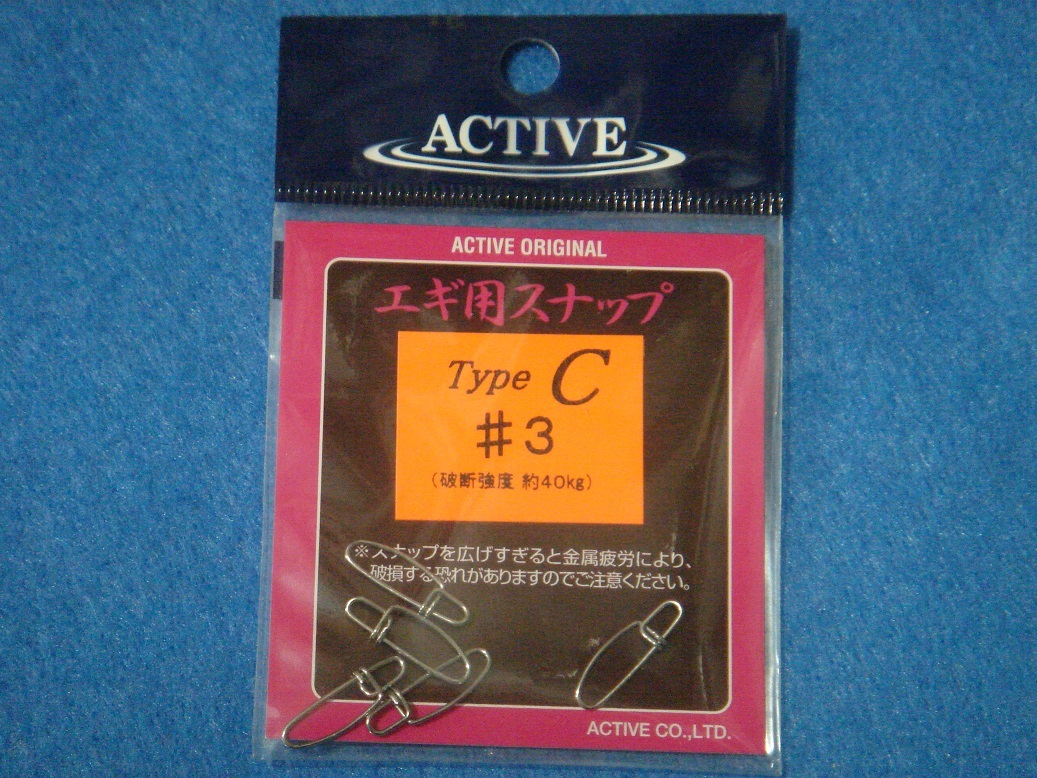 ACTIVE
ACTIVE ORIGINAL
エギ用スナップ
Type C
#3
(破断強度 約40kg)
※スナップを広げすぎると金属疲労により、
破損する恐れがありますのでご注意ください。
ACTIVE CO.,LTD.